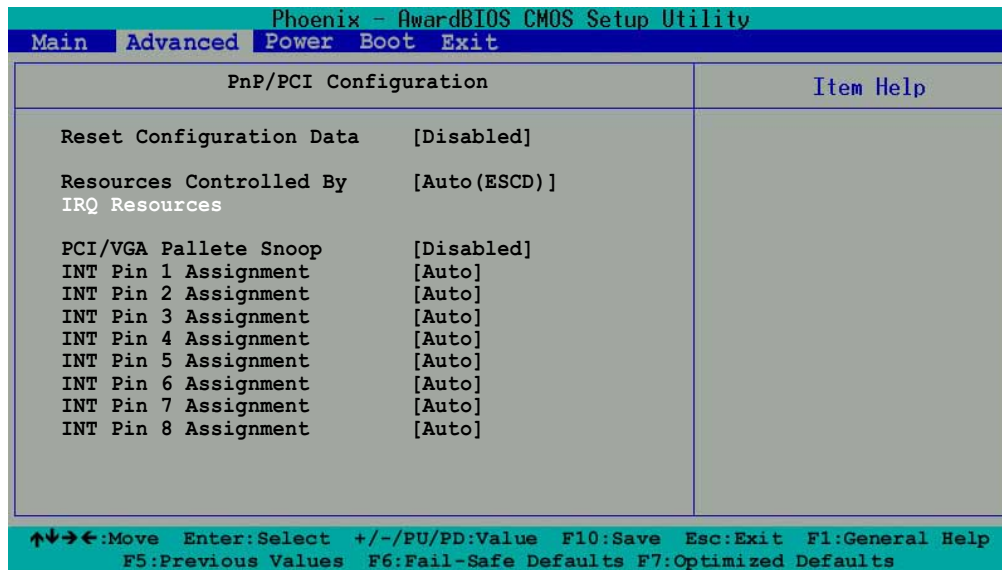 Phoenix - AwardBIOS CMOS Setup Utility
Main Advanced Power Boot Exit
PnP/PCI Configuration
Item Help
Reset Configuration Data [Disabled]
Resources Controlled By [Auto(ESCD)]
IRQ Resources
PCI/VGA Pallete Snoop [Disabled]
INT Pin 1 Assignment [Auto]
INT Pin 2 Assignment [Auto]
INT Pin 3 Assignment [Auto]
INT Pin 4 Assignment [Auto]
INT Pin 5 Assignment [Auto]
INT Pin 6 Assignment [Auto]
INT Pin 7 Assignment [Auto]
INT Pin 8 Assignment [Auto]
↑↓→←:Move Enter:Select +/-/PU/PD:Value F10:Save Esc:Exit F1:General Help
F5:Previous Values F6:Fail-Safe Defaults F7:Optimized Defaults